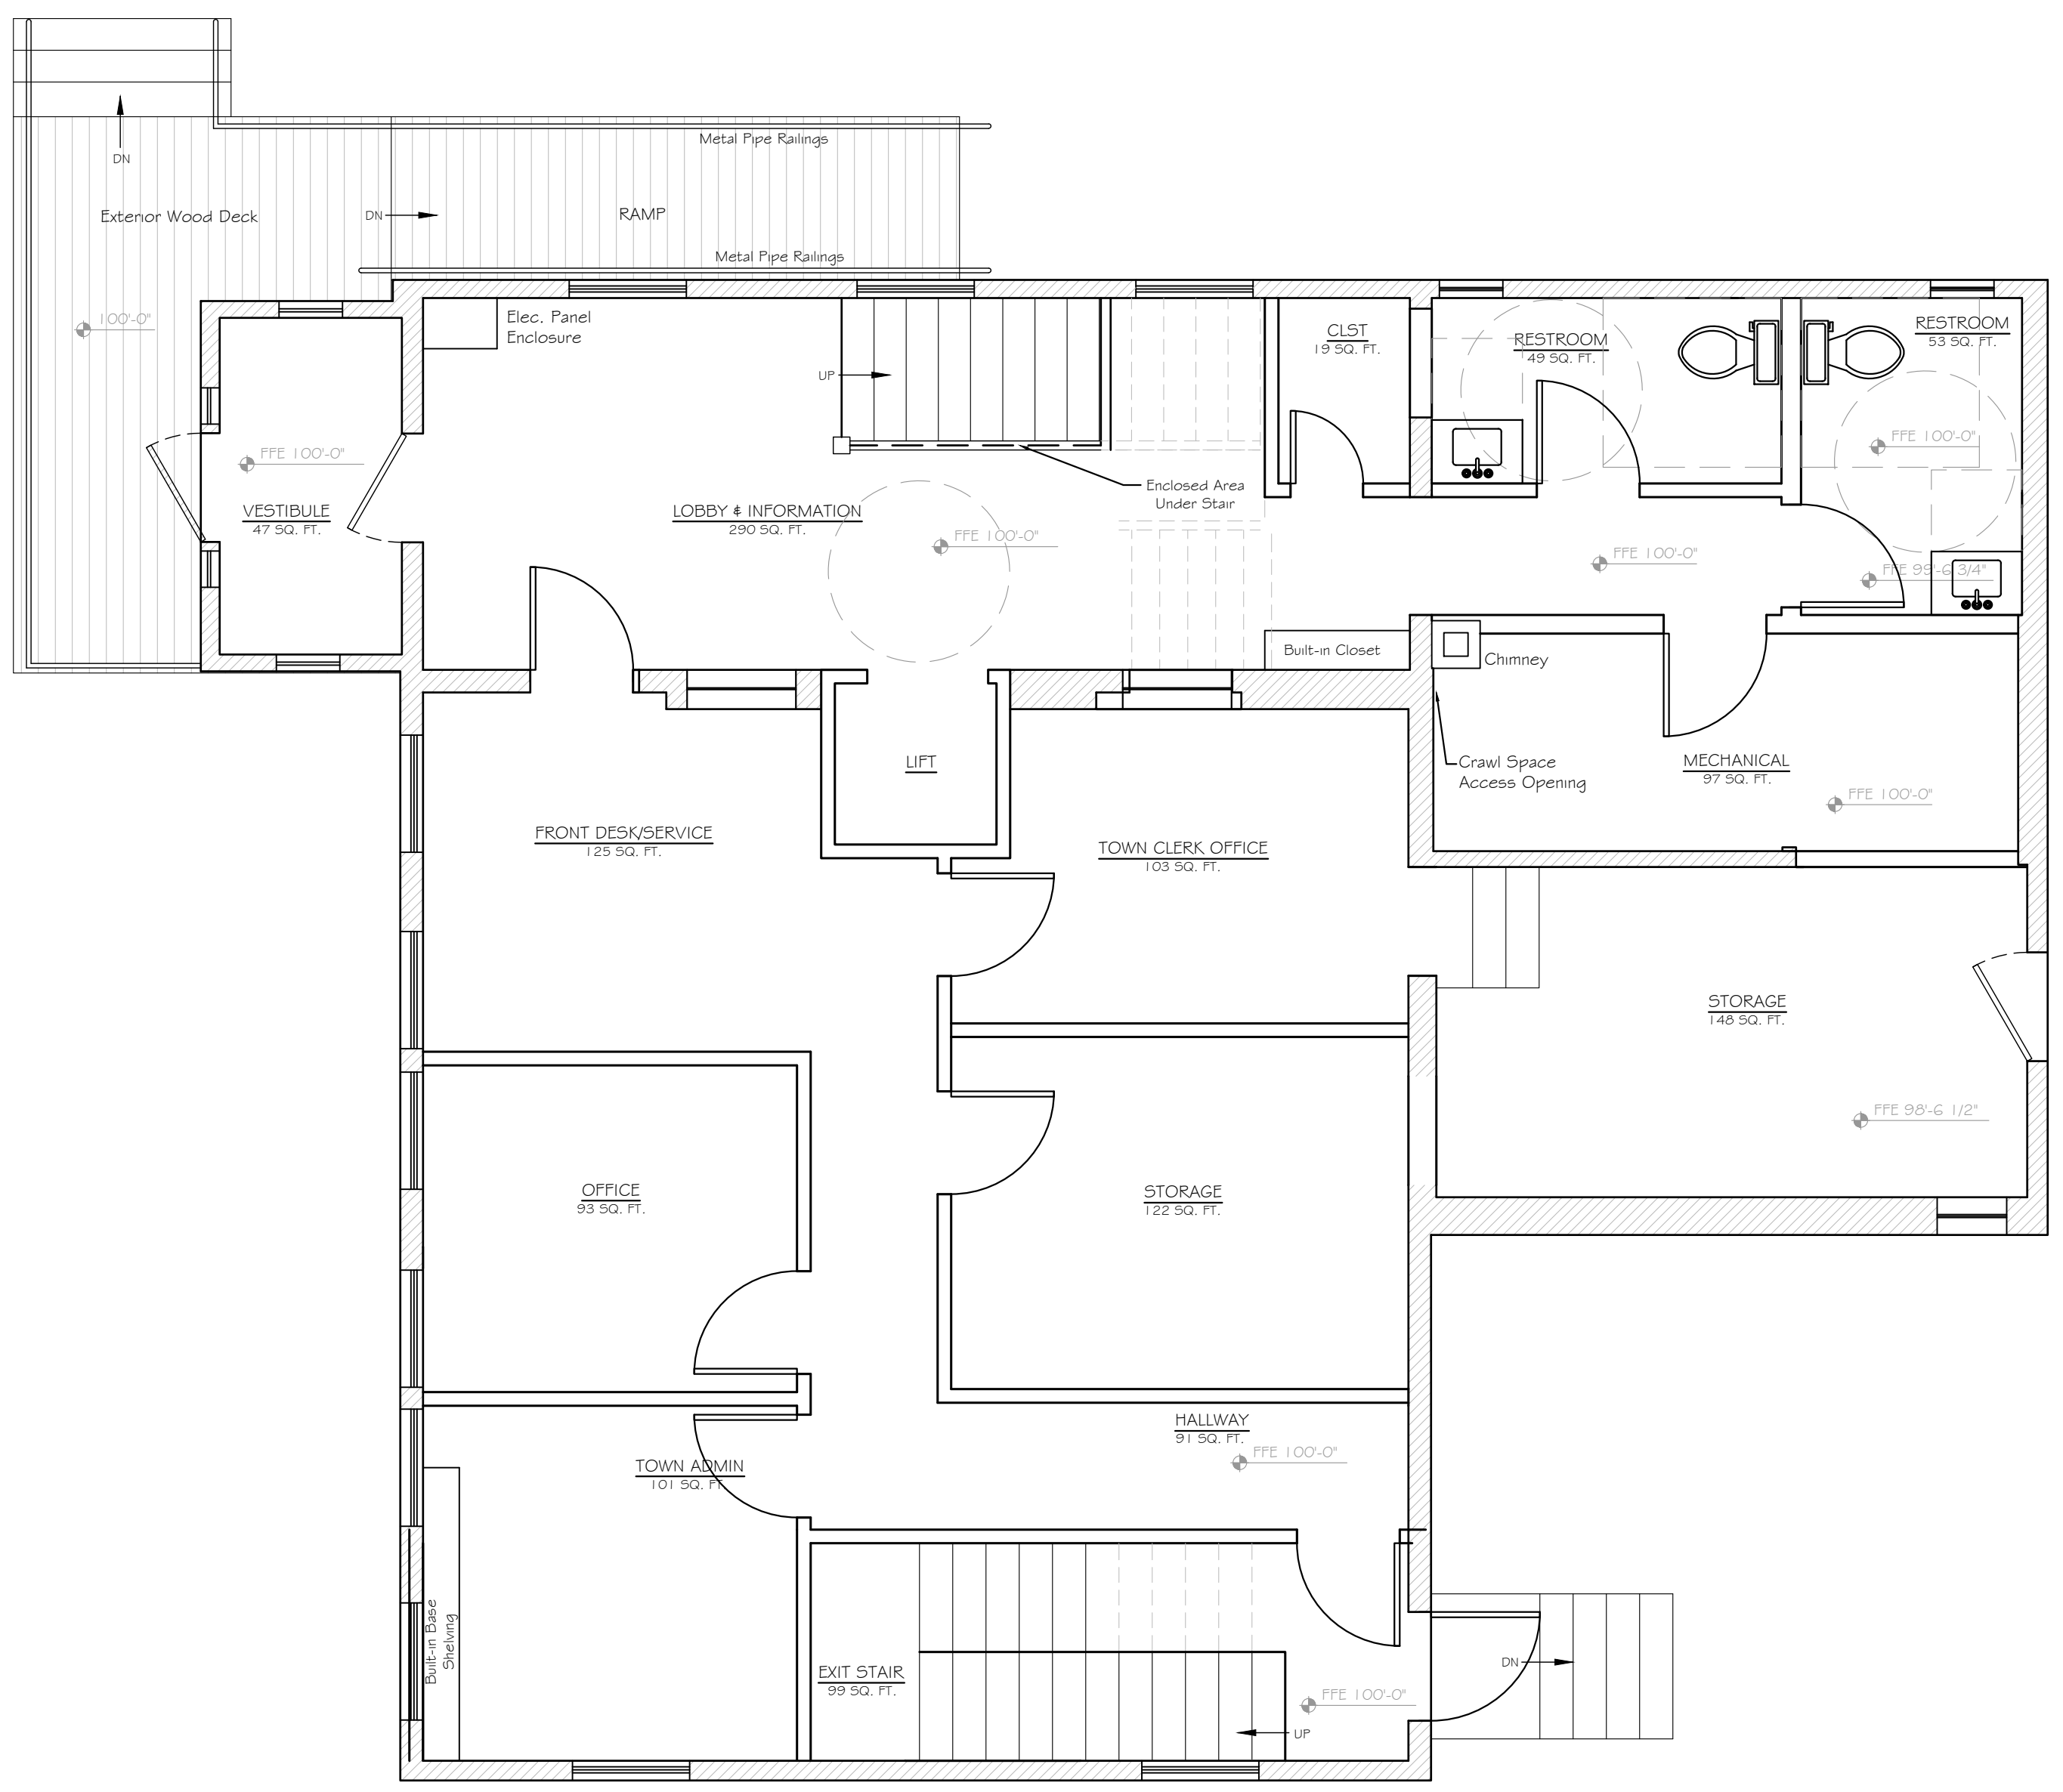 Metal Pipe Railings
DN
Exterior Wood Deck
DN
RAMP
Metal Pipe Railings
100'-0"
Elec. Panel
Enclosure
UP
CLST
19 SQ. FT.
RESTROOM
49 SQ. FT.
RESTROOM
53 SQ. FT.
FFE 100'-0"
FFE 100'-0"
VESTIBULE
47 SQ. FT.
LOBBY & INFORMATION
290 SQ. FT.
Enclosed Area
Under Stair
FFE 100'-0"
FFE 100'-0"
FFE 99'-6 3/4"
Built-in Closet
Chimney
LIFT
Crawl Space
Access Opening
MECHANICAL
97 SQ. FT.
FFE 100'-0"
FRONT DESK/SERVICE
125 SQ. FT.
TOWN CLERK OFFICE
103 SQ. FT.
STORAGE
148 SQ. FT.
FFE 98'-6 1/2"
OFFICE
93 SQ. FT.
STORAGE
122 SQ. FT.
HALLWAY
91 SQ. FT.
FFE 100'-0"
TOWN ADMIN
101 SQ. FT.
Built-in Base
Shelving
EXIT STAIR
99 SQ. FT.
FFE 100'-0"
UP
DN